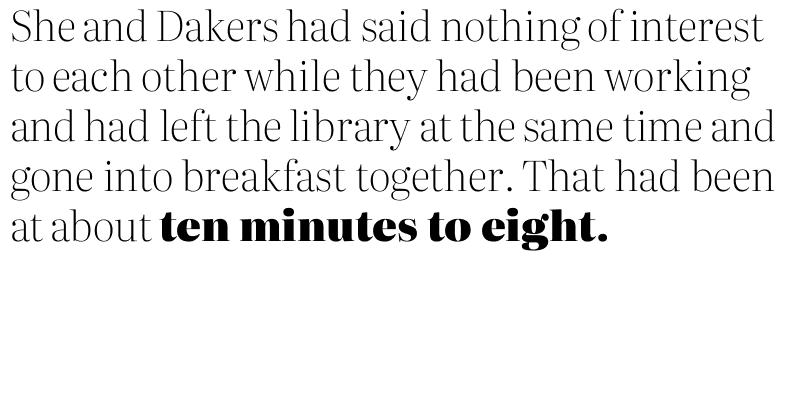 She and Dakers had said nothing of interest
to each other while they had been working
and had left the library at the same time and
gone into breakfast together. That had been
at about ten minutes to eight.